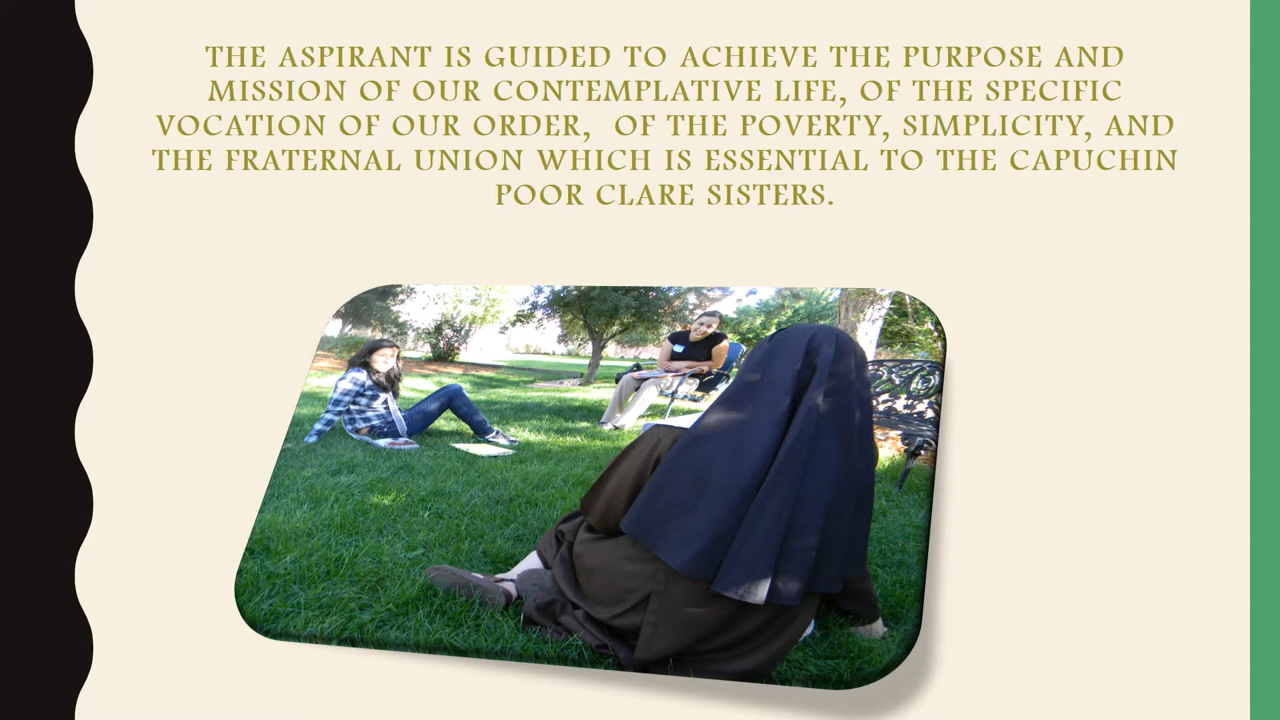 THE ASPIRANT IS GUIDED TO ACHIEVE THE PURPOSE AND
MISSION OF OUR CONTEMPLATIVE LIFE, OF THE SPECIFIC
VOCATION OF OUR ORDER, OF THE POVERTY, SIMPLICITY, AND
THE FRATERNAL UNION WHICH IS ESSENTIAL TO THE CAPUCHIN
POOR CLARE SISTERS.